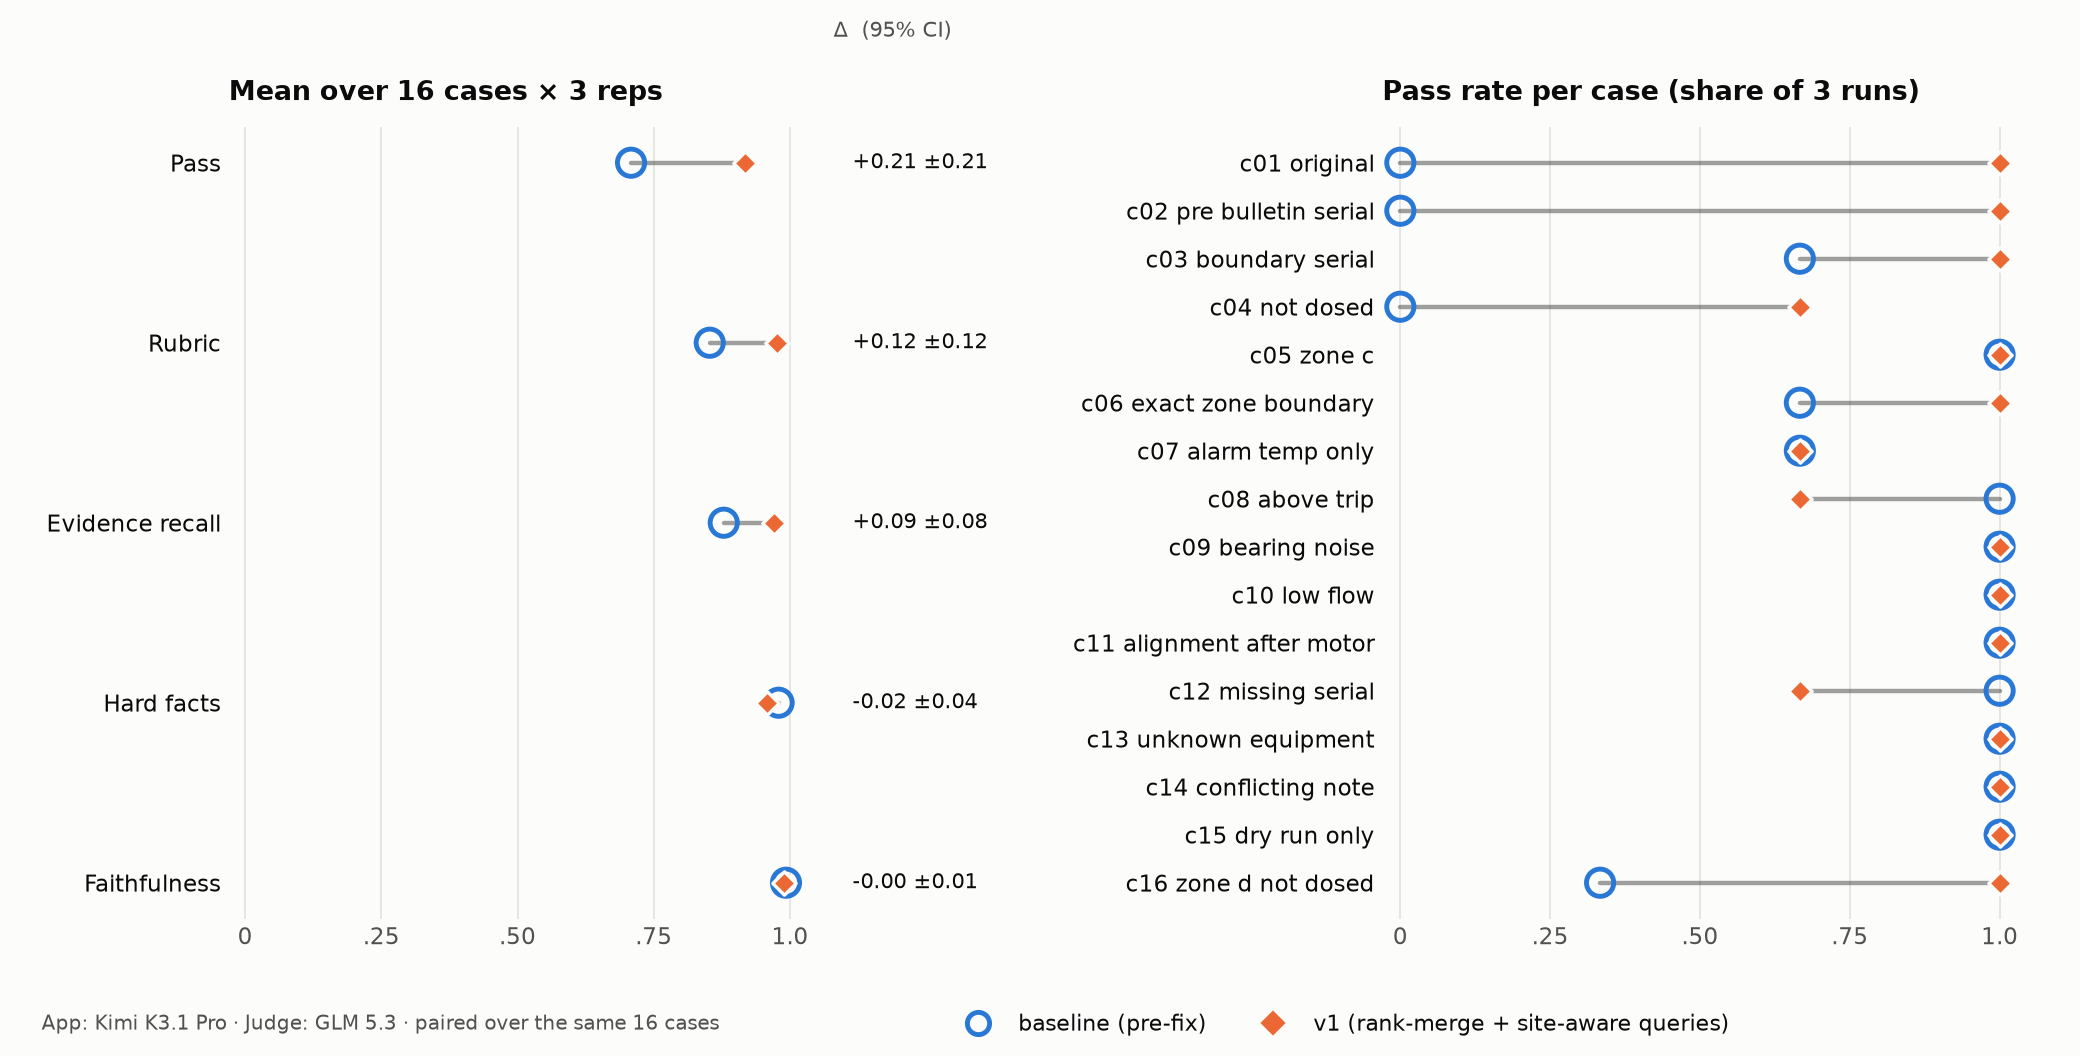 Δ (95% CI)
Mean over 16 cases × 3 reps
Pass
+0.21 ±0.21
Rubric
+0.12 ±0.12
Evidence recall
+0.09 ±0.08
Hard facts
-0.02 ±0.04
Faithfulness
-0.00 ±0.01
0 .25 .50 .75 1.0
Pass rate per case (share of 3 runs)
c01 original
c02 pre bulletin serial
c03 boundary serial
c04 not dosed
c05 zone c
c06 exact zone boundary
c07 alarm temp only
c08 above trip
c09 bearing noise
c10 low flow
c11 alignment after motor
c12 missing serial
c13 unknown equipment
c14 conflicting note
c15 dry run only
c16 zone d not dosed
0 .25 .50 .75 1.0
App: Kimi K3.1 Pro · Judge: GLM 5.3 · paired over the same 16 cases
baseline (pre-fix)
v1 (rank-merge + site-aware queries)